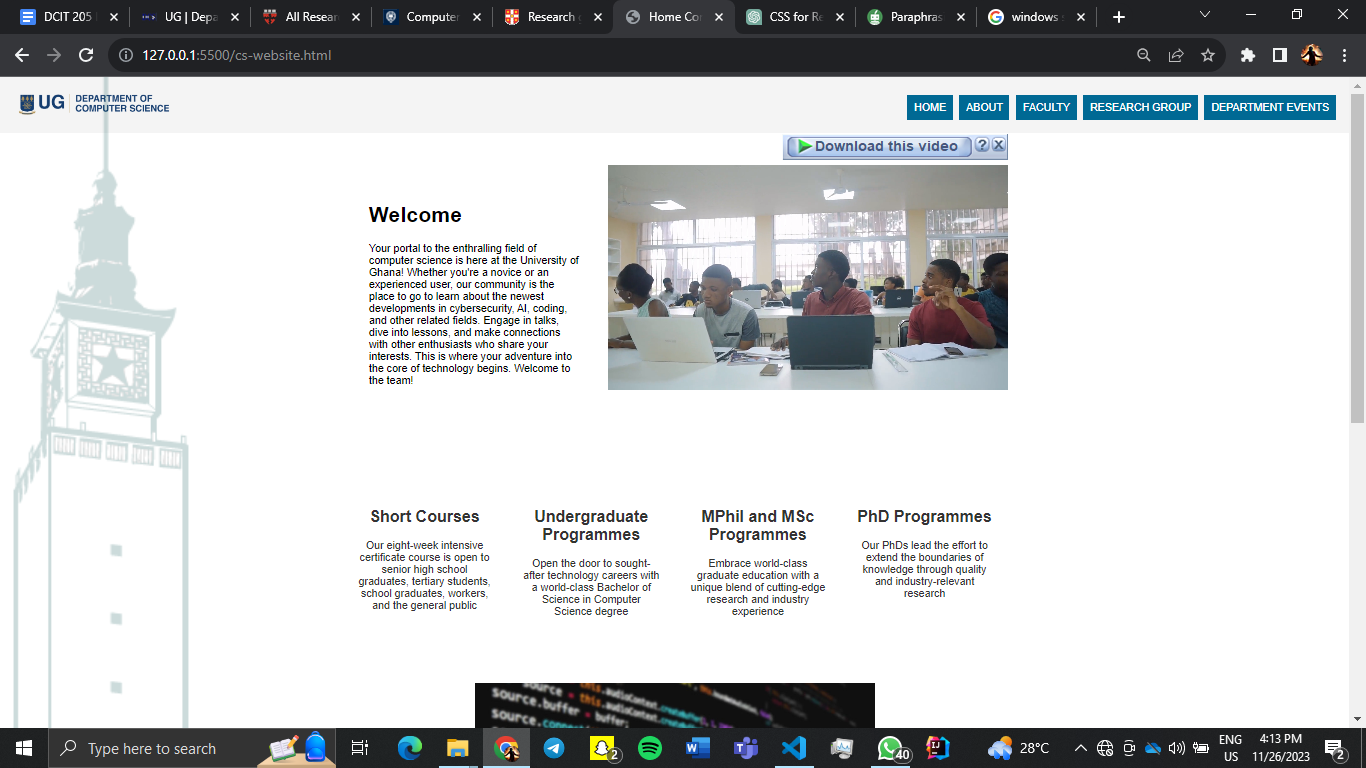 DCIT 205
UG | Depa
All Resear
Computer
Research
Home Co
CSS for Re
Paraphras
windows
127.0.0.1:5500/cs-website.html
UG
DEPARTMENT OF
COMPUTER SCIENCE
HOME
ABOUT
FACULTY
RESEARCH GROUP
DEPARTMENT EVENTS
Download this video
?
X
Welcome
Your portal to the enthralling field of
computer science is here at the University of
Ghana! Whether you're a novice or an
experienced user, our community is the
place to go to learn about the newest
developments in cybersecurity, AI, coding,
and other related fields. Engage in talks,
dive into lessons, and make connections
with other enthusiasts who share your
interests. This is where your adventure into
the core of technology begins. Welcome to
the team!
Short Courses
Our eight-week intensive
certificate course is open to
senior high school
graduates, tertiary students,
school graduates, workers,
and the general public
Undergraduate
Programmes
Open the door to sought-
after technology careers with
a world-class Bachelor of
Science in Computer
Science degree
MPhil and MSc
Programmes
Embrace world-class
graduate education with a
unique blend of cutting-edge
research and industry
experience
PhD Programmes
Our PhDs lead the effort to
extend the boundaries of
knowledge through quality
and industry-relevant
research
source = this.audioContext.
source.buffer = buffer;
source.
Type here to search
2
40
28°C
ENG
US
4:13 PM
11/26/2023
2